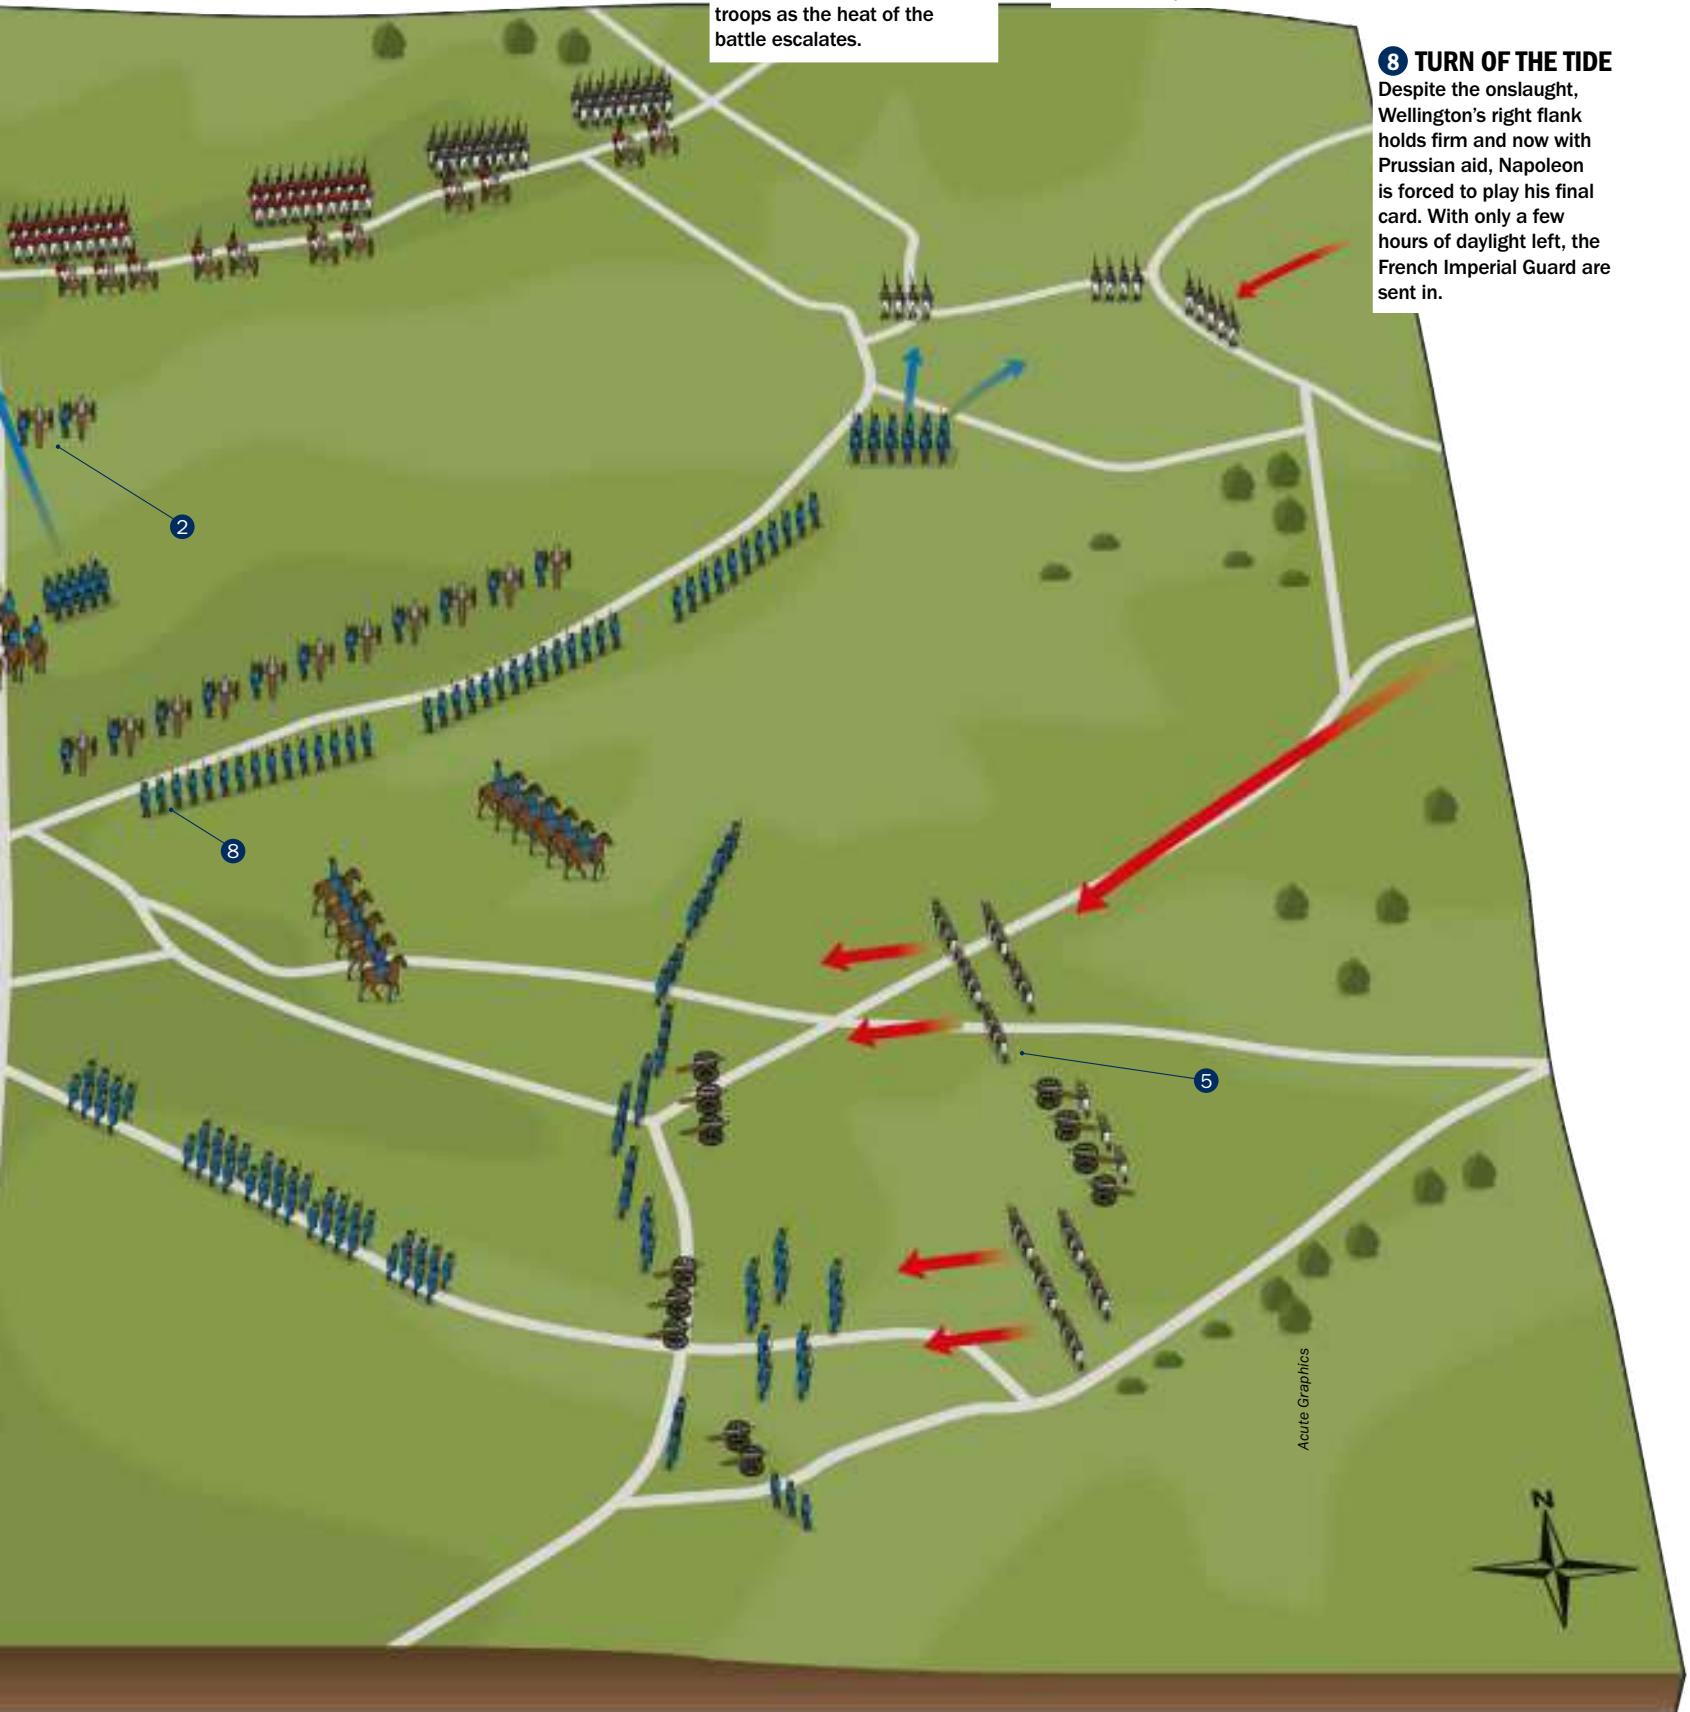 troops as the heat of the
battle escalates.
8 TURN OF THE TIDE
Despite the onslaught,
Wellington's right flank
holds firm and now with
Prussian aid, Napoleon
is forced to play his final
card. With only a few
hours of daylight left, the
French Imperial Guard are
sent in.
2
8
5
Acute Graphics
N